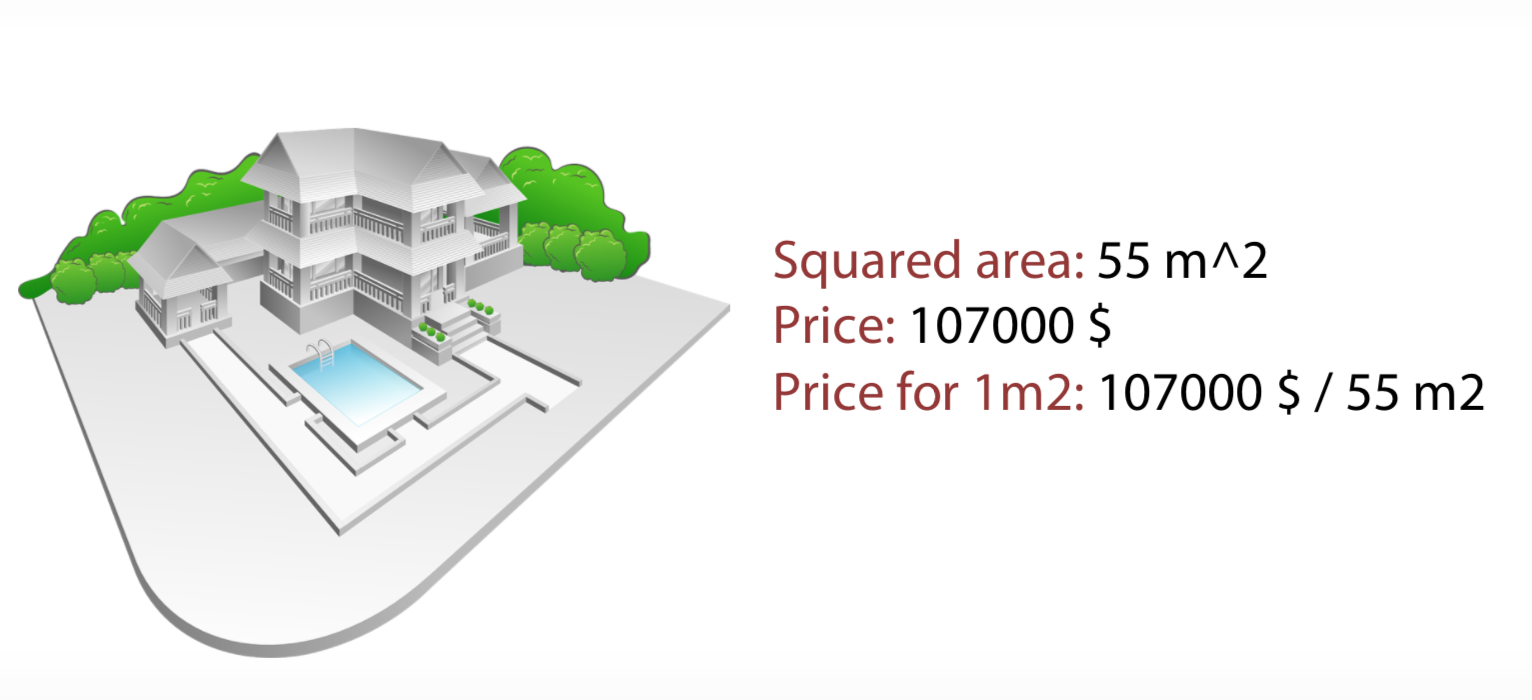 Squared area: 55 m^2
Price: 107000 $
Price for 1m2: 107000 $ / 55 m2